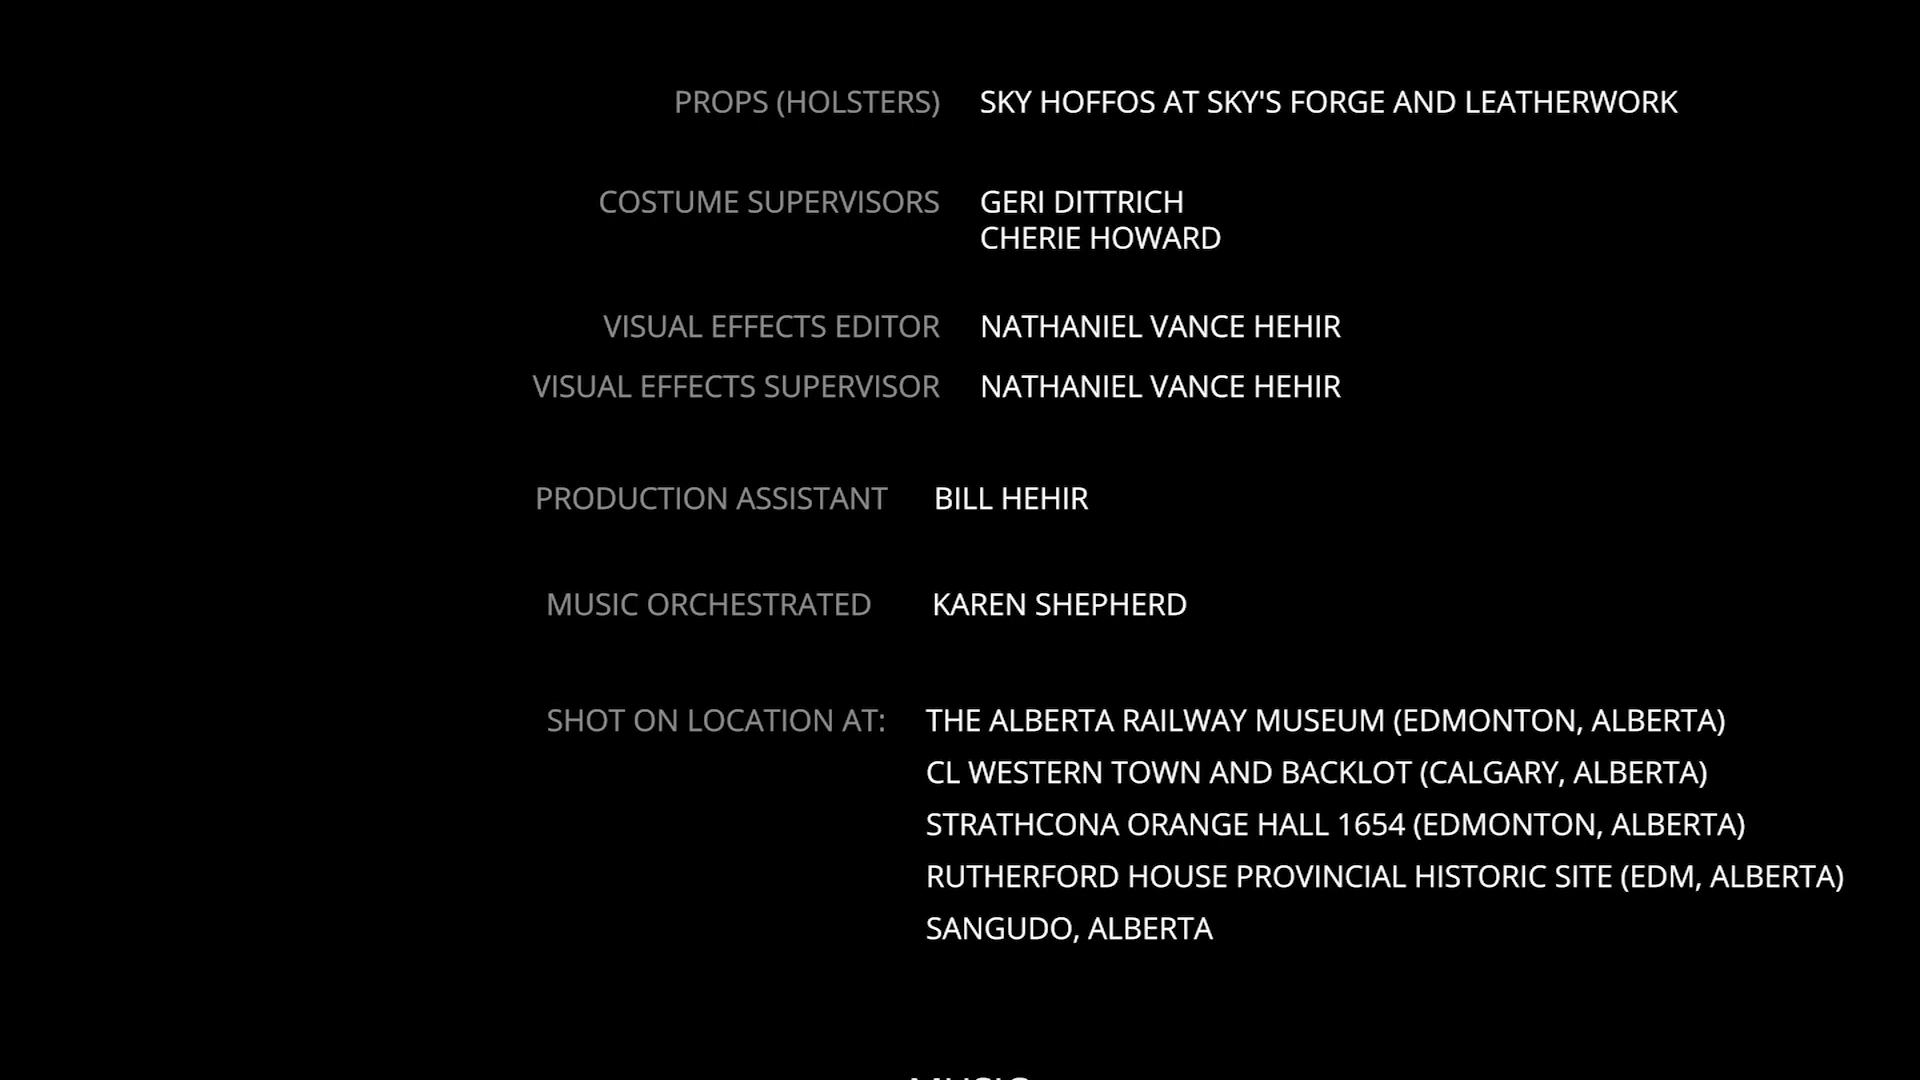 PROPS (HOLSTERS) SKY HOFFOS AT SKY'S FORGE AND LEATHERWORK
COSTUME SUPERVISORS GERI DITTRICH
CHERIE HOWARD
VISUAL EFFECTS EDITOR NATHANIEL VANCE HEHIR
VISUAL EFFECTS SUPERVISOR NATHANIEL VANCE HEHIR
PRODUCTION ASSISTANT BILL HEHIR
MUSIC ORCHESTRATED KAREN SHEPHERD
SHOT ON LOCATION AT: THE ALBERTA RAILWAY MUSEUM (EDMONTON, ALBERTA)
CL WESTERN TOWN AND BACKLOT (CALGARY, ALBERTA)
STRATHCONA ORANGE HALL 1654 (EDMONTON, ALBERTA)
RUTHERFORD HOUSE PROVINCIAL HISTORIC SITE (EDM, ALBERTA)
SANGUDO, ALBERTA